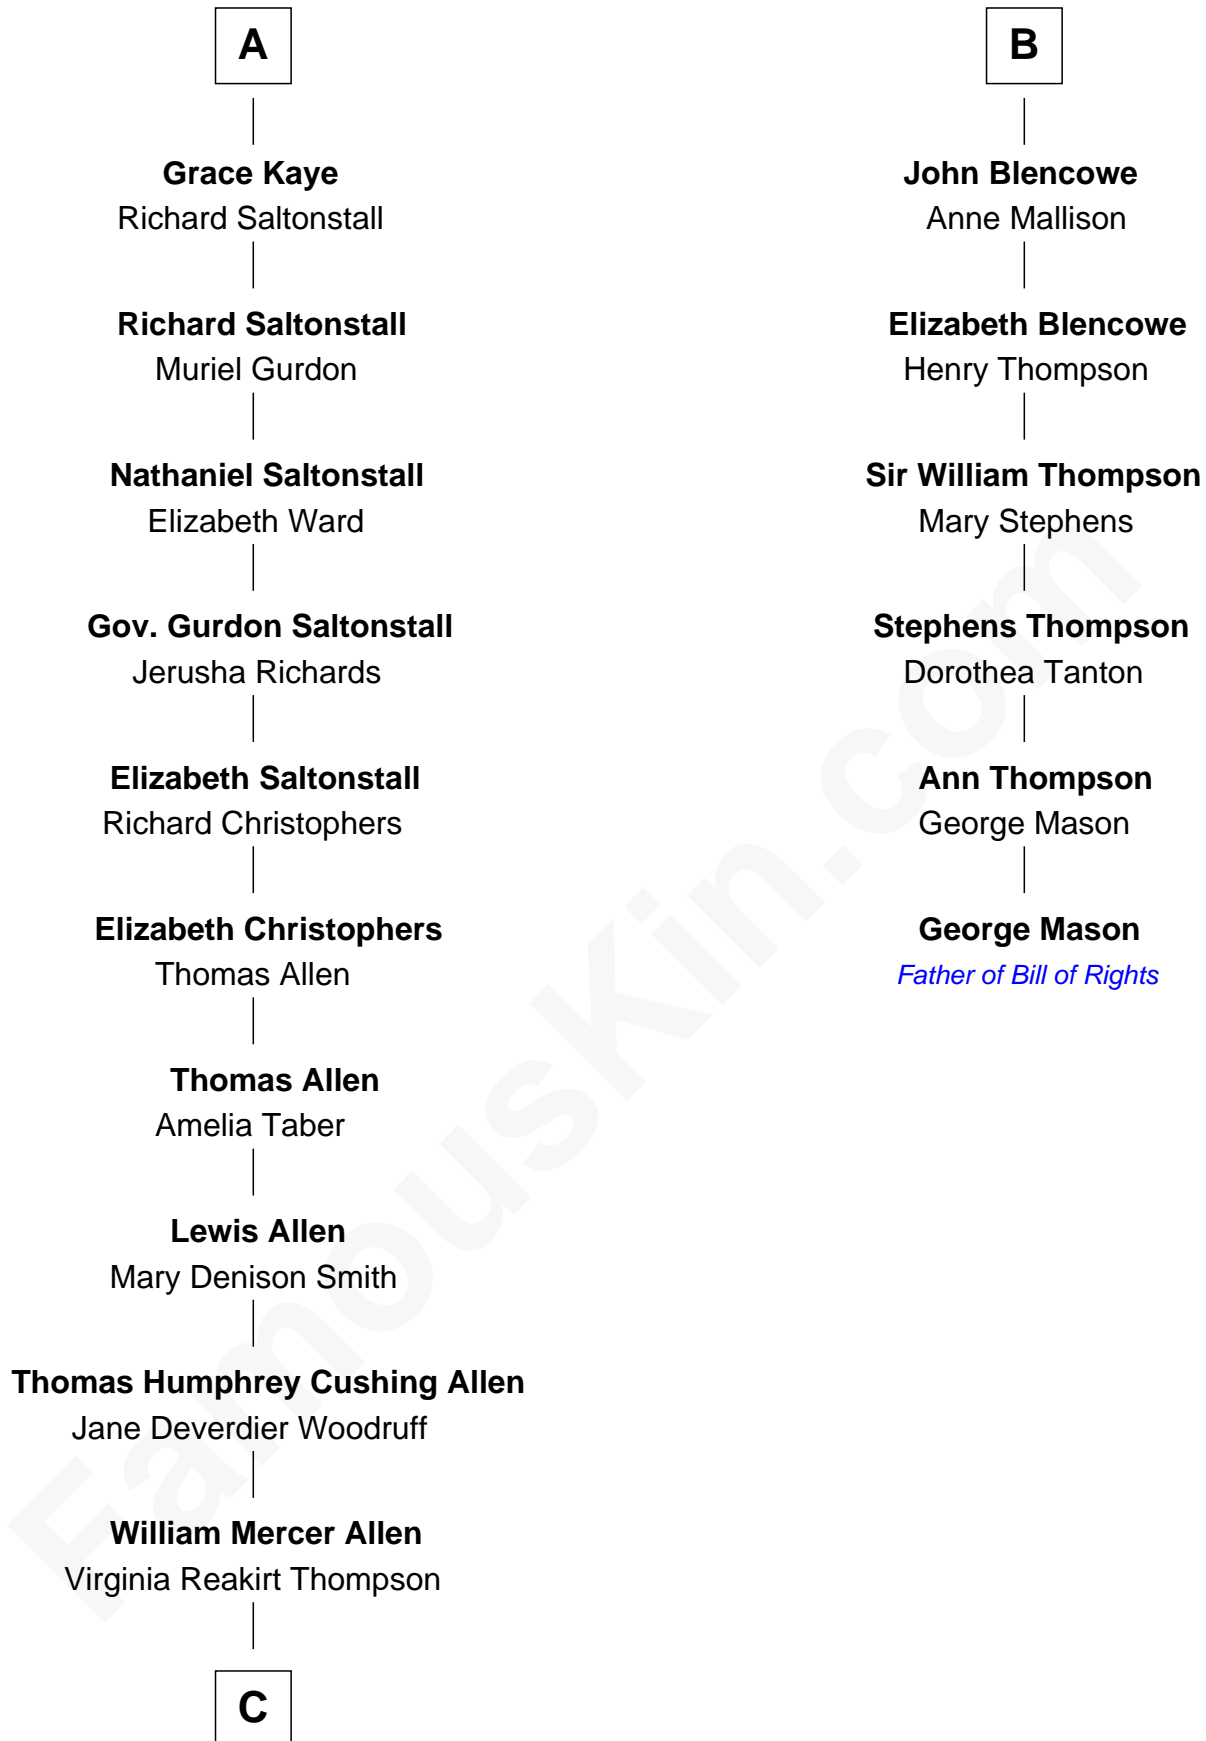 A
Grace Kaye
Richard Saltonstall
Richard Saltonstall
Muriel Gurdon
Nathaniel Saltonstall
Elizabeth Ward
Gov. Gurdon Saltonstall
Jerusha Richards
Elizabeth Saltonstall
Richard Christophers
Elizabeth Christophers
Thomas Allen
Thomas Allen
Amelia Taber
Lewis Allen
Mary Denison Smith
Thomas Humphrey Cushing Allen
Jane Deverdier Woodruff
William Mercer Allen
Virginia Reakirt Thompson
C
B
John Blencowe
Anne Mallison
Elizabeth Blencowe
Henry Thompson
Sir William Thompson
Mary Stephens
Stephens Thompson
Dorothea Tanton
Ann Thompson
George Mason
George Mason
Father of Bill of Rights
FamousKin.com